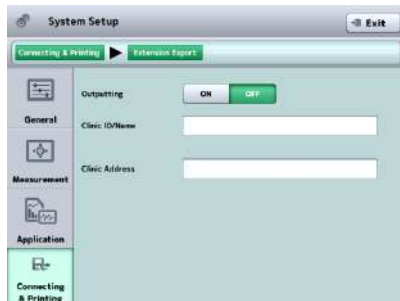 System Setup
Exit
Connecting & Printing
Extension Export
General
Outputting
ON
OFF
Clinic ID/Name
Measurement
Clinic Address
Application
Connecting
& Printing